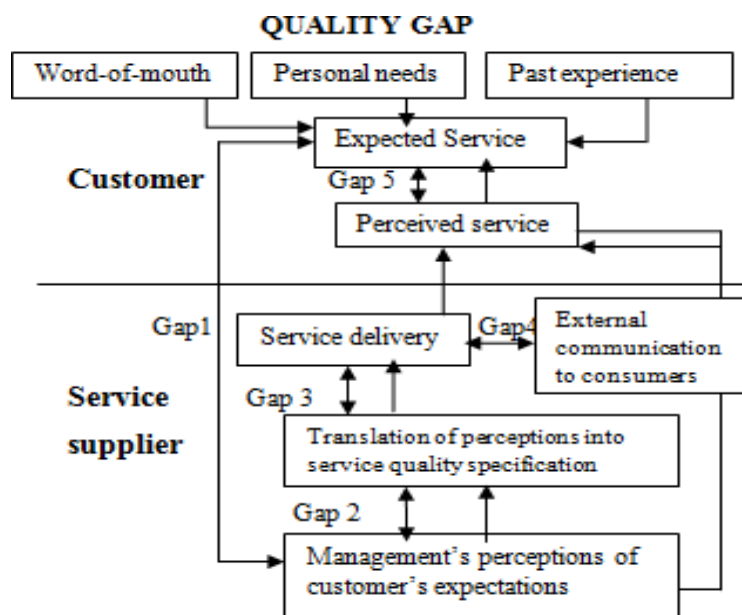 QUALITY GAP
Word-of-mouth
Personal needs
Past experience
Expected Service
Customer
Gap 5
Perceived service
Gap1
Service delivery
Gap4
External
communication
to consumers
Gap 3
Service
supplier
Translation of perceptions into
service quality specification
Gap 2
Management’s perceptions of
customer’s expectations